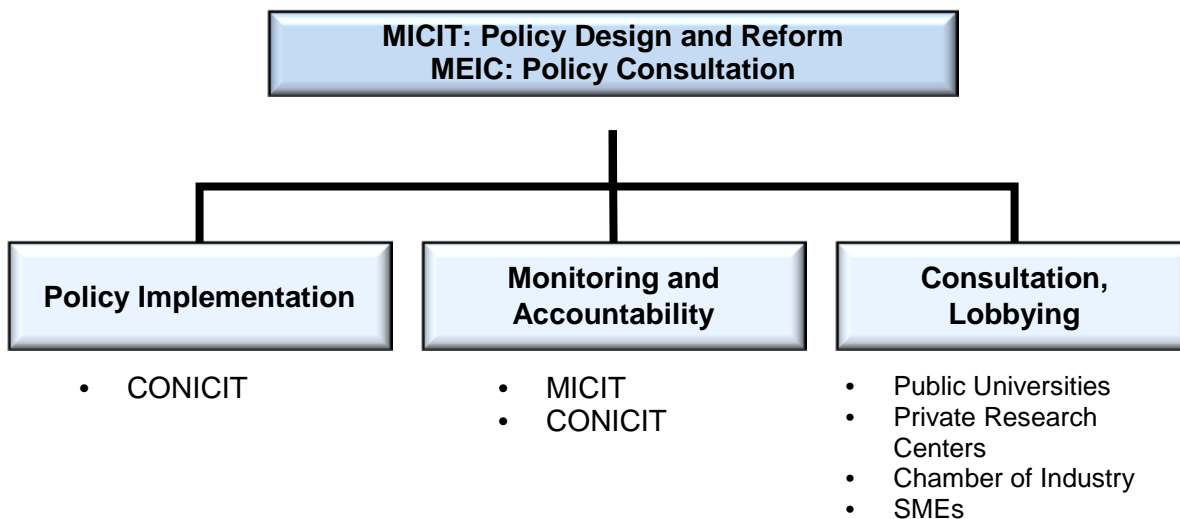 MICIT: Policy Design and Reform
MEIC: Policy Consultation
Policy Implementation
• CONICIT
Monitoring and
Accountability
• MICIT
• CONICIT
Consultation,
Lobbying
• Public Universities
• Private Research
Centers
• Chamber of Industry
• SMEs